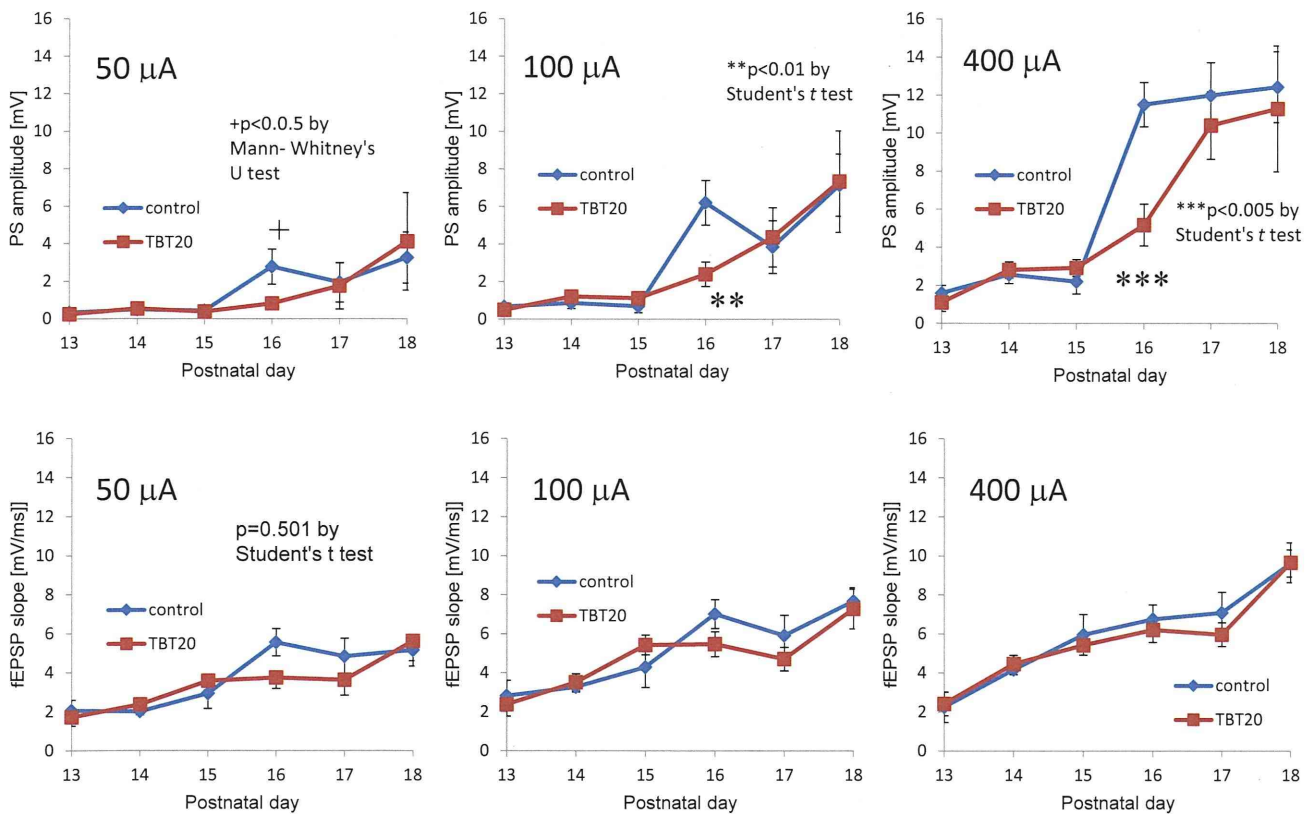 PS amplitude [mV]
16
14
12
10
8
6
4
2
0
50 µA
+p<0.0.5 by
Mann- Whitney's
U test
control
TBT20
+
13 14 15 16 17 18
Postnatal day
PS amplitude [mV]
16
14
12
10
8
6
4
2
0
100 µA
**p<0.01 by
Student's t test
control
TBT20
**
13 14 15 16 17 18
Postnatal day
PS amplitude [mV]
16
14
12
10
8
6
4
2
0
400 µA
control
TBT20
***p<0.005 by
Student's t test
***
13 14 15 16 17 18
Postnatal day
fEPSP slope [mV/ms]]
16
14
12
10
8
6
4
2
0
50 µA
p=0.501 by
Student's t test
control
TBT20
13 14 15 16 17 18
Postnatal day
fEPSP slope [mV/ms]]
16
14
12
10
8
6
4
2
0
100 µA
control
TBT20
13 14 15 16 17 18
Postnatal day
fEPSP slope [mV/ms]]
16
14
12
10
8
6
4
2
0
400 µA
control
TBT20
13 14 15 16 17 18
Postnatal day